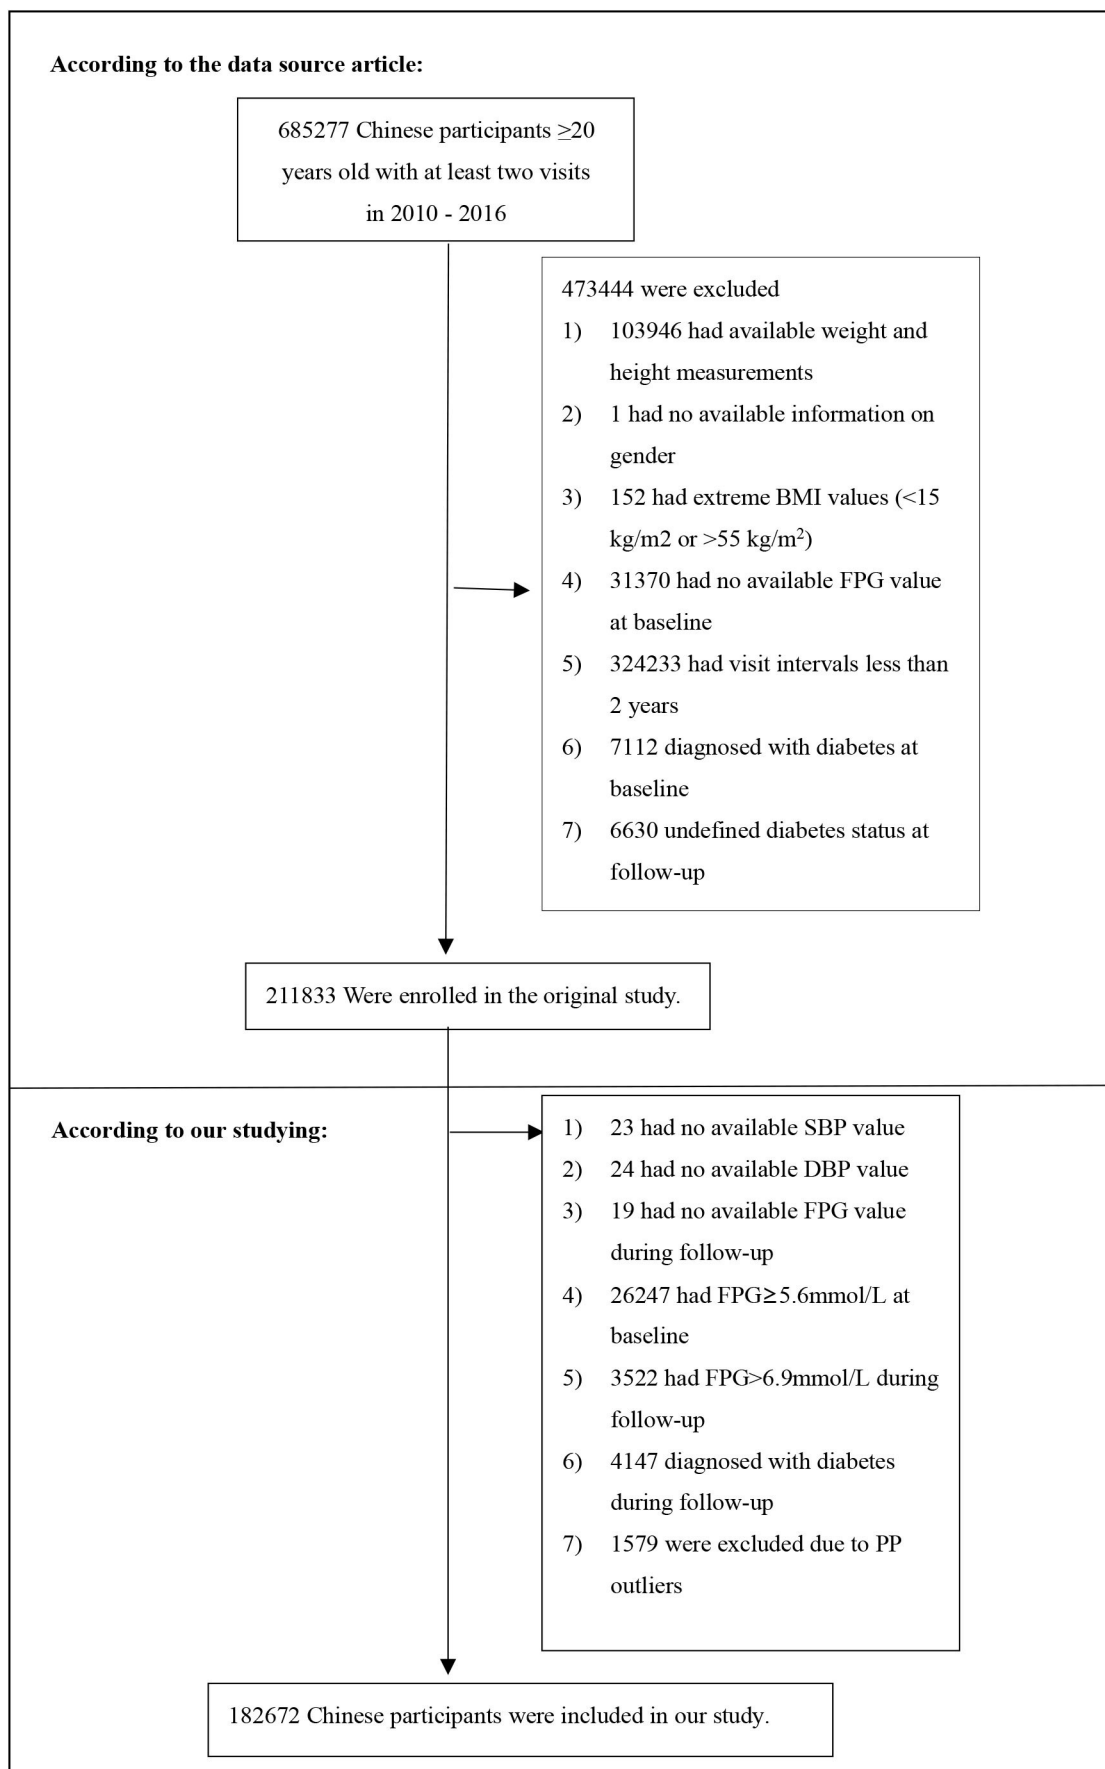 According to the data source article:
685277 Chinese participants ≥20
years old with at least two visits
in 2010 - 2016
473444 were excluded
1) 103946 had available weight and
height measurements
2) 1 had no available information on
gender
3) 152 had extreme BMI values (<15
kg/m2 or >55 kg/m²)
4) 31370 had no available FPG value
at baseline
5) 324233 had visit intervals less than
2 years
6) 7112 diagnosed with diabetes at
baseline
7) 6630 undefined diabetes status at
follow-up
211833 Were enrolled in the original study.
According to our studying:
1) 23 had no available SBP value
2) 24 had no available DBP value
3) 19 had no available FPG value
during follow-up
4) 26247 had FPG≥5.6mmol/L at
baseline
5) 3522 had FPG>6.9mmol/L during
follow-up
6) 4147 diagnosed with diabetes
during follow-up
7) 1579 were excluded due to PP
outliers
182672 Chinese participants were included in our study.